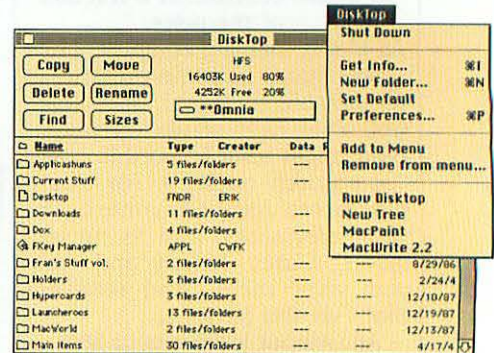 DiskTop
Shut Down
Get Info... ⌘I
New Folder... ⌘N
Set Default
Preferences... ⌘P
Add to Menu
Remove from menu...
Rwv Disktop
New Tree
MacPaint
MacWrite 2.2
DiskTop
Copy Move
Delete Rename
Find Sizes
HFS
16403K Used 80%
4252K Free 20%
**Omnia
Name Type Creator Data
Applicashuns 5 files/folders ---
Current Stuff 19 files/folders ---
Desktop FNDR ERIK
Downloads 11 files/folders ---
Dox 4 files/folders ---
FKey Manager APPL CWFK
Fran's Stuff vol. 2 files/folders --- --- 8/29/86
Holders 3 files/folders --- --- 2/24/4
Hypercards 3 files/folders --- --- 12/10/87
Launcheroos 13 files/folders --- --- 12/19/87
MacWorld 2 files/folders --- --- 12/13/87
Main Items 30 files/folders --- --- 4/17/4